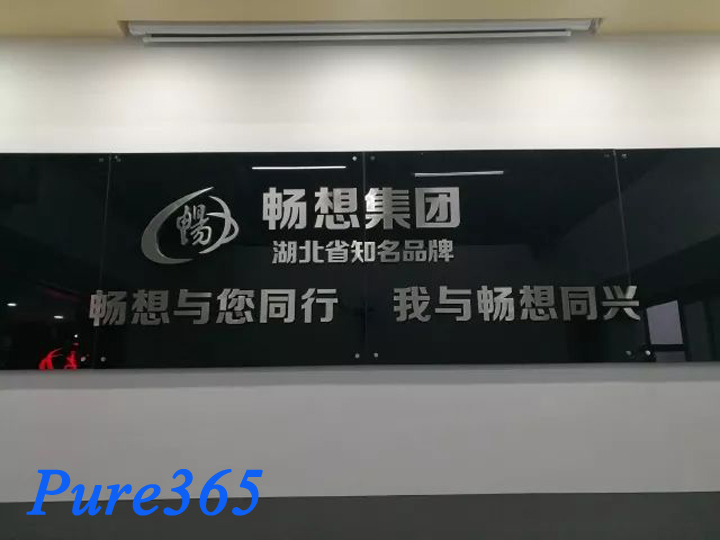 暢
畅想集团
湖北省知名品牌
畅想与您同行 我与畅想同兴
Pure365